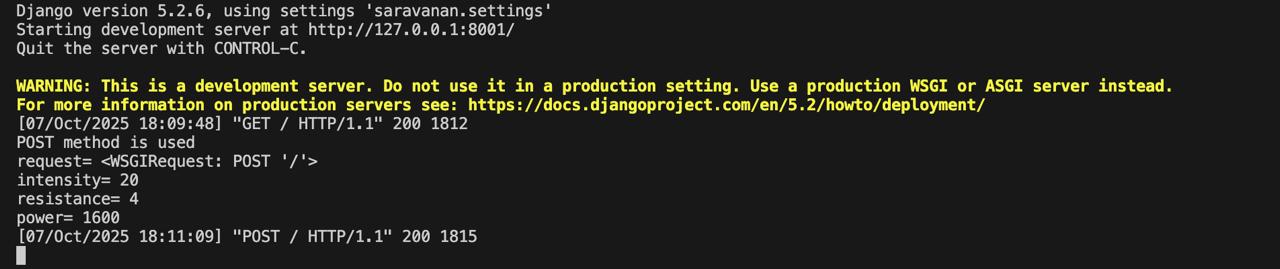 Django version 5.2.6, using settings 'saravanan.settings'
Starting development server at http://127.0.0.1:8001/
Quit the server with CONTROL-C.
WARNING: This is a development server. Do not use it in a production setting. Use a production WSGI or ASGI server instead.
For more information on production servers see: https://docs.djangoproject.com/en/5.2/howto/deployment/
[07/Oct/2025 18:09:48] "GET / HTTP/1.1" 200 1812
POST method is used
request= <WSGIRequest: POST '/'>
intensity= 20
resistance= 4
power= 1600
[07/Oct/2025 18:11:09] "POST / HTTP/1.1" 200 1815